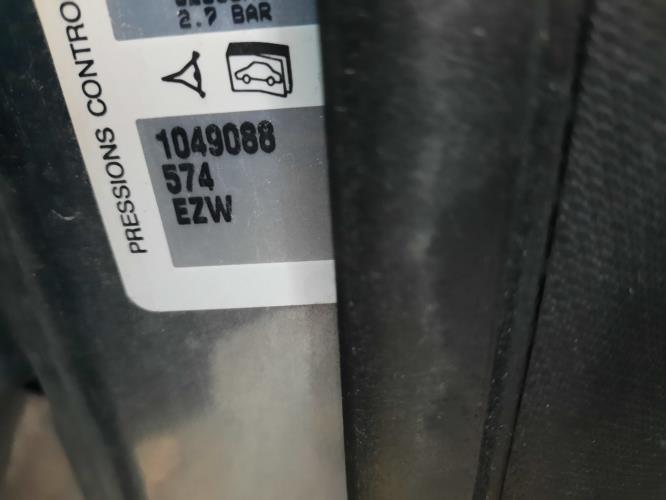 2.7 BAR
PRESSIONS CONTRO
1049088
574
EZW